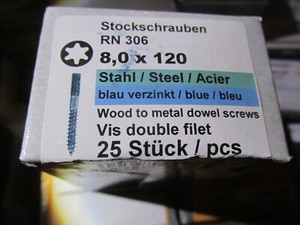 Stockschrauben
RN 306
8,0 x 120
Stahl / Steel / Acier
blau verzinkt / blue / bleu
Wood to metal dowel screws
Vis double filet
25 Stück / pcs